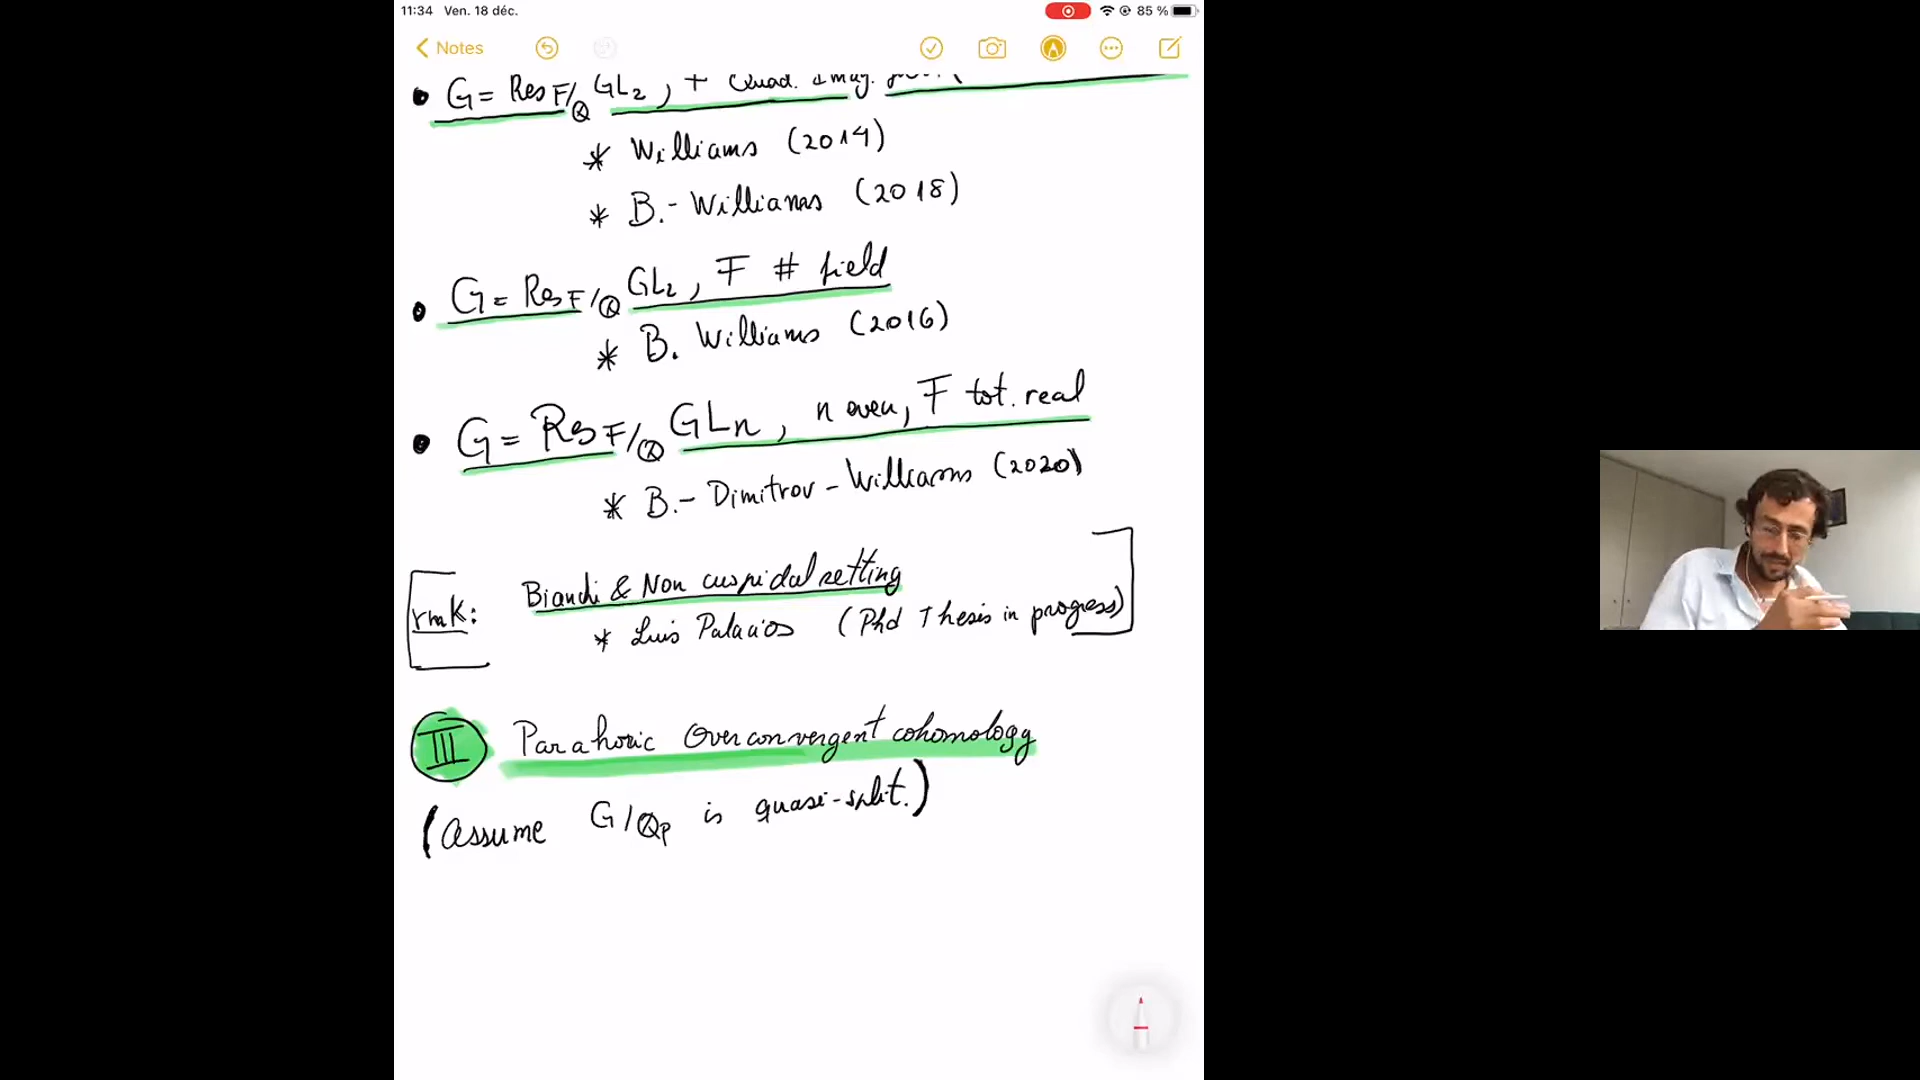 11:34 Ven. 18 déc.
85 %
Notes
• G = Res F/ℚ GL₂, F Quad. Imag.
* Williams (2014)
* B.- Williams (2018)
• G = Res F/ℚ GL₂, F # field
* B. Williams (2016)
• G = Res F/ℚ GLn, n even, F tot. real
* B.- Dimitrov - Williams (2020)
rmk: Bianchi & Non cuspidal setting
* Luis Palacios (Phd Thesis in progress)
III Parahoric Overconvergent cohomology
(Assume G/ℚp is quasi-split.)